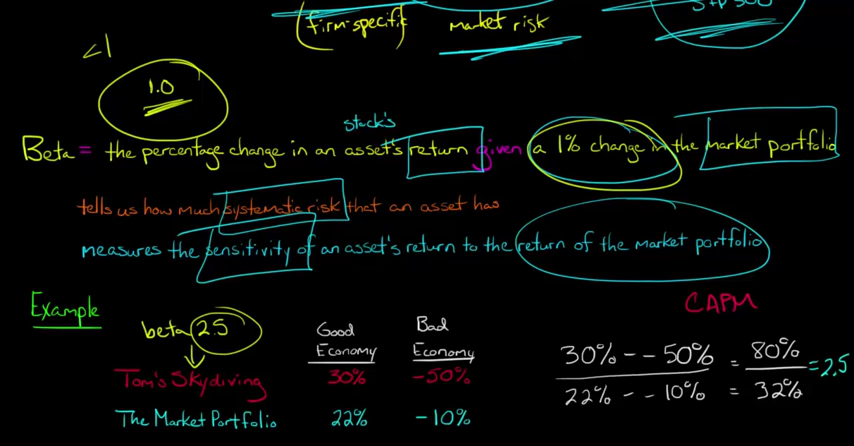 S+P 500
firm-specific market risk
<1
1.0
stock's
Beta = the percentage change in an asset's return given a 1% change in the market portfolio
tells us how much systematic risk that an asset has
measures the sensitivity of an asset's return to the return of the market portfolio
CAPM
Example
beta 2.5 Good Economy Bad Economy
Tom's Skydiving 30% -50%
The Market Portfolio 22% -10%
30% - - 50% = 80% = 2.5
22% - - 10% = 32%